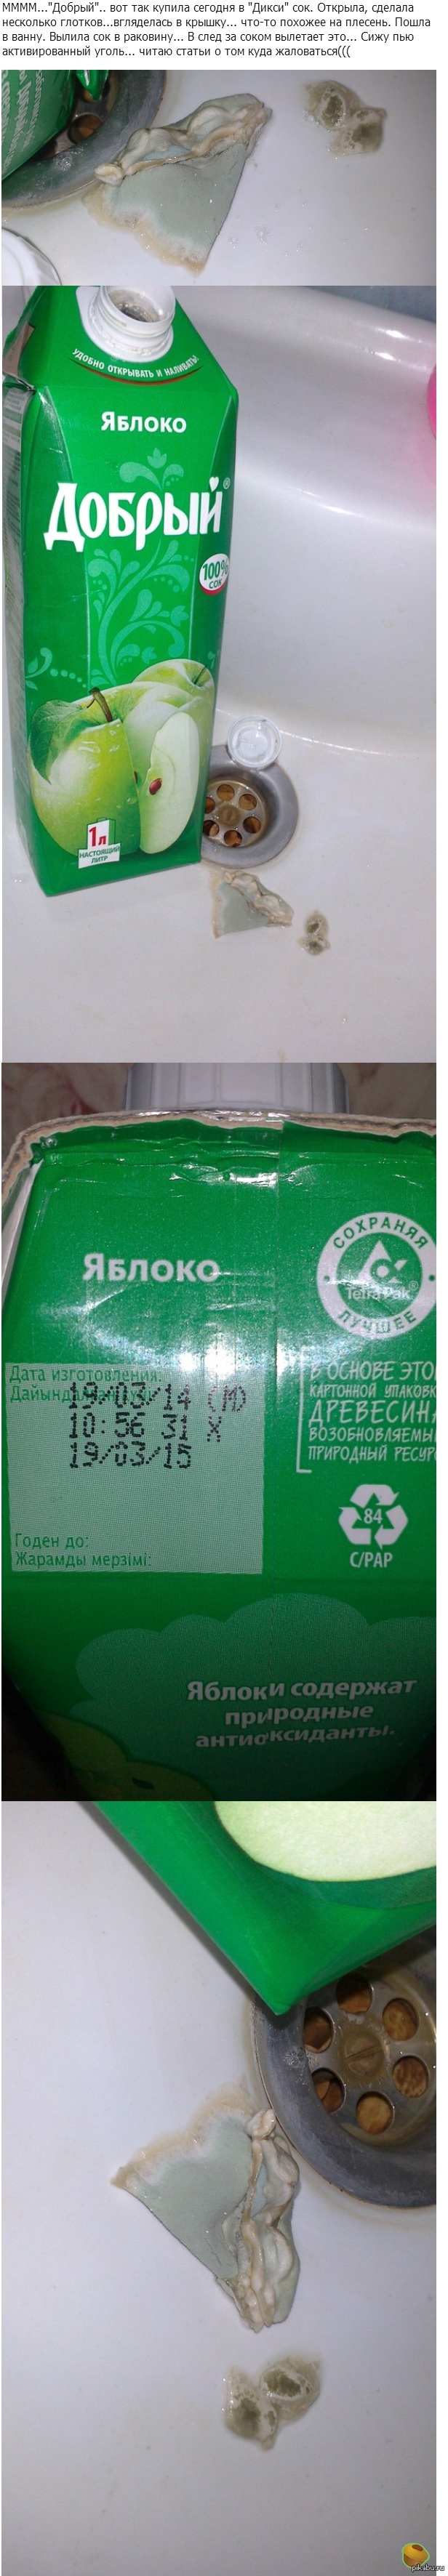 ММММ..."Добрый".. вот так купила сегодня в "Дикси" сок. Открыла, сделала
несколько глотков...вгляделась в крышку... что-то похожее на плесень. Пошла
в ванну. Вылила сок в раковину... В след за соком вылетает это... Сижу пью
активированный уголь... читаю статьи о том куда жаловаться(((
УДОБНО ОТКРЫВАТЬ И НАЛИВАТЬ!
ЯБЛОКО
Добрый®
100%
СОК
1л
НАСТОЯЩИЙ
ЛИТР
ЯБЛОКО
СОХРАНЯЯ
Tetra Pak®
ЛУЧШЕЕ
Дата изготовления:
/03/14 (М)
10:56 31 X
19/03/15
Годен до:
Жарамды мерзімі:
В ОСНОВЕ ЭТО
КАРТОННОЙ УПАКОВК
ДРЕВЕСИН
ВОЗОБНОВЛЯЕМЫ
ПРИРОДНЫЙ РЕСУР
84
C/PAP
Яблоки содержат
природные
антиоксиданты.
pikabu.ru